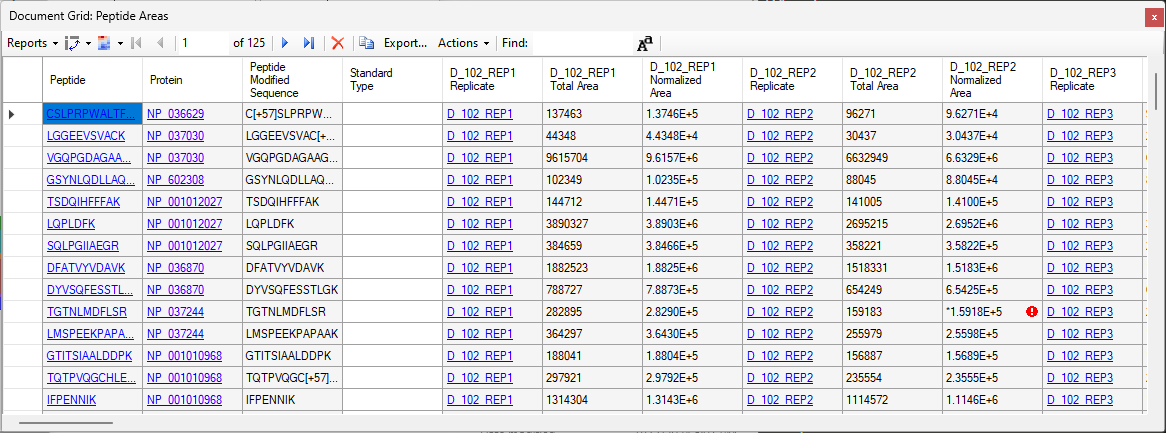 Document Grid: Peptide Areas
Reports 1 of 125 Export... Actions Find: Aa
Peptide Protein Peptide Modified Sequence Standard Type D_102_REP1 Replicate D_102_REP1 Total Area D_102_REP1 Normalized Area D_102_REP2 Replicate D_102_REP2 Total Area D_102_REP2 Normalized Area D_102_REP3 Replicate
CSLPRPWALTF... NP_036629 C[+57]SLPRPW... D_102_REP1 137463 1.3746E+5 D_102_REP2 96271 9.6271E+4 D_102_REP3
LGGEEVSVACK NP_037030 LGGEEVSVAC[+... D_102_REP1 44348 4.4348E+4 D_102_REP2 30437 3.0437E+4 D_102_REP3
VGQPGDAGAA... NP_037030 VGQPGDAGAAG... D_102_REP1 9615704 9.6157E+6 D_102_REP2 6632949 6.6329E+6 D_102_REP3
GSYNLQDLLAQ... NP_602308 GSYNLQDLLAQ... D_102_REP1 102349 1.0235E+5 D_102_REP2 88045 8.8045E+4 D_102_REP3
TSDQIHFFFAK NP_001012027 TSDQIHFFFAK D_102_REP1 144712 1.4471E+5 D_102_REP2 141005 1.4100E+5 D_102_REP3
LQPLDFK NP_001012027 LQPLDFK D_102_REP1 3890327 3.8903E+6 D_102_REP2 2695215 2.6952E+6 D_102_REP3
SQLPGIIAEGR NP_001012027 SQLPGIIAEGR D_102_REP1 384659 3.8466E+5 D_102_REP2 358221 3.5822E+5 D_102_REP3
DFATVYVDAVK NP_036870 DFATVYVDAVK D_102_REP1 1882523 1.8825E+6 D_102_REP2 1518331 1.5183E+6 D_102_REP3
DYVSQFESSTL... NP_036870 DYVSQFESSTLGK D_102_REP1 788727 7.8873E+5 D_102_REP2 654249 6.5425E+5 D_102_REP3
TGTNLMDFLSR NP_037244 TGTNLMDFLSR D_102_REP1 282895 2.8290E+5 D_102_REP2 159183 *1.5918E+5 D_102_REP3
LMSPEEKPAPA... NP_037244 LMSPEEKPAPAAK D_102_REP1 364297 3.6430E+5 D_102_REP2 255979 2.5598E+5 D_102_REP3
GTITSIAALDDPK NP_001010968 GTITSIAALDDPK D_102_REP1 188041 1.8804E+5 D_102_REP2 156887 1.5689E+5 D_102_REP3
TQTPVQGCHLE... NP_001010968 TQTPVQGC[+57]... D_102_REP1 297921 2.9792E+5 D_102_REP2 235554 2.3555E+5 D_102_REP3
IFPENNIK NP_001010968 IFPENNIK D_102_REP1 1314304 1.3143E+6 D_102_REP2 1114572 1.1146E+6 D_102_REP3